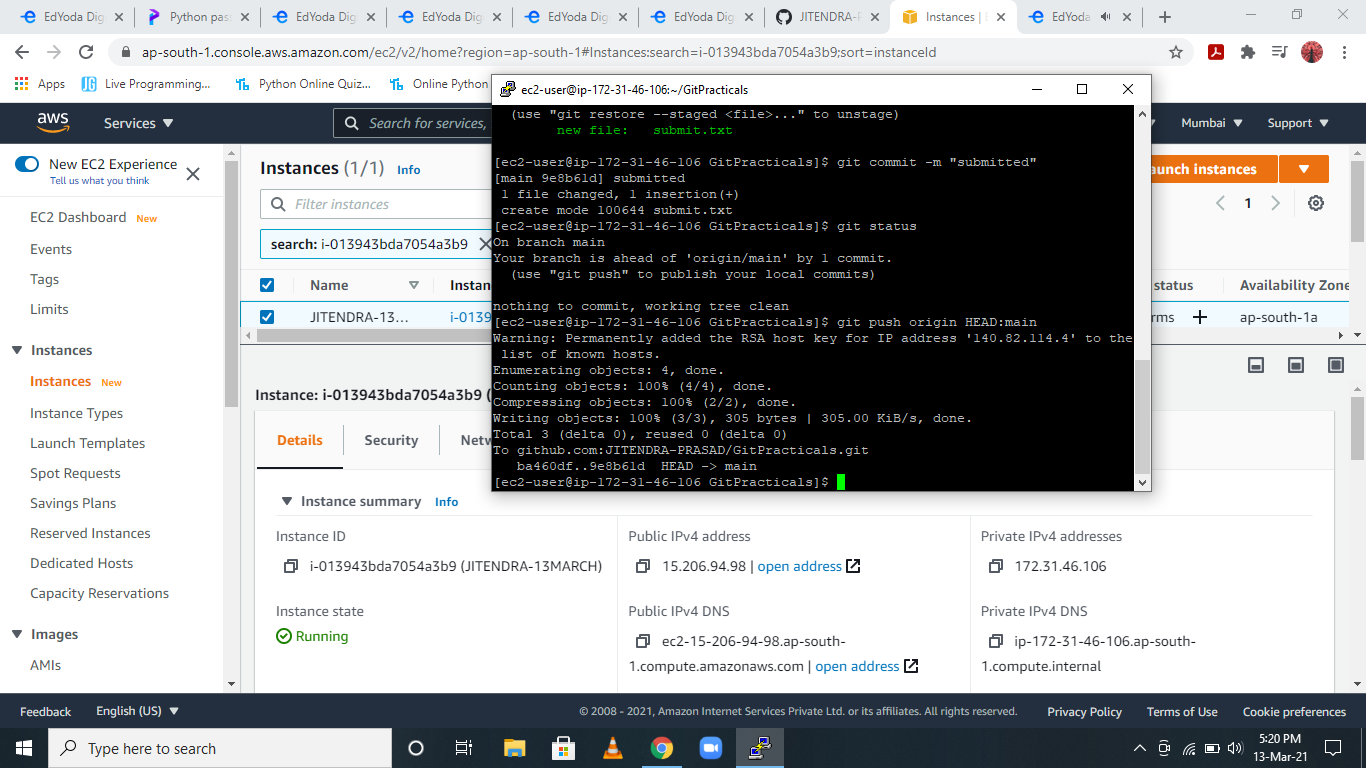 EdYoda Dig
Python pas
EdYoda Dig
EdYoda Dig
EdYoda Dig
EdYoda Dig
JITENDRA-P
Instances |
EdYoda
ap-south-1.console.aws.amazon.com/ec2/v2/home?region=ap-south-1#Instances:search=i-013943bda7054a3b9;sort=instanceId
Apps
Live Programming...
Python Online Quiz...
Online Python
ec2-user@ip-172-31-46-106:~/GitPracticals
aws
Services
Search for services,
Mumbai
Support
New EC2 Experience
Tell us what you think
EC2 Dashboard New
Events
Tags
Limits
Instances
Instances New
Instance Types
Launch Templates
Spot Requests
Savings Plans
Reserved Instances
Dedicated Hosts
Capacity Reservations
Images
AMIs
Instances (1/1) Info
aunch instances
Filter instances
1
search: i-013943bda7054a3b9
Name
Instan
status
Availability Zone
JITENDRA-13...
i-0139
rms
ap-south-1a
(use "git restore --staged <file>..." to unstage)
new file: submit.txt
[ec2-user@ip-172-31-46-106 GitPracticals]$ git commit -m "submitted"
[main 9e8b61d] submitted
1 file changed, 1 insertion(+)
create mode 100644 submit.txt
[ec2-user@ip-172-31-46-106 GitPracticals]$ git status
On branch main
Your branch is ahead of 'origin/main' by 1 commit.
(use "git push" to publish your local commits)
nothing to commit, working tree clean
[ec2-user@ip-172-31-46-106 GitPracticals]$ git push origin HEAD:main
Warning: Permanently added the RSA host key for IP address '140.82.114.4' to the
list of known hosts.
Enumerating objects: 4, done.
Counting objects: 100% (4/4), done.
Compressing objects: 100% (2/2), done.
Writing objects: 100% (3/3), 305 bytes | 305.00 KiB/s, done.
Total 3 (delta 0), reused 0 (delta 0)
To github.com:JITENDRA-PRASAD/GitPracticals.git
ba460df..9e8b61d HEAD -> main
[ec2-user@ip-172-31-46-106 GitPracticals]$
Instance: i-013943bda7054a3b9 (
Details
Security
Netw
Instance summary Info
Instance ID
i-013943bda7054a3b9 (JITENDRA-13MARCH)
Public IPv4 address
15.206.94.98 | open address
Private IPv4 addresses
172.31.46.106
Instance state
Running
Public IPv4 DNS
ec2-15-206-94-98.ap-south-
1.compute.amazonaws.com | open address
Private IPv4 DNS
ip-172-31-46-106.ap-south-
1.compute.internal
Feedback
English (US)
© 2008 - 2021, Amazon Internet Services Private Ltd. or its affiliates. All rights reserved.
Privacy Policy
Terms of Use
Cookie preferences
Type here to search
5:20 PM
13-Mar-21